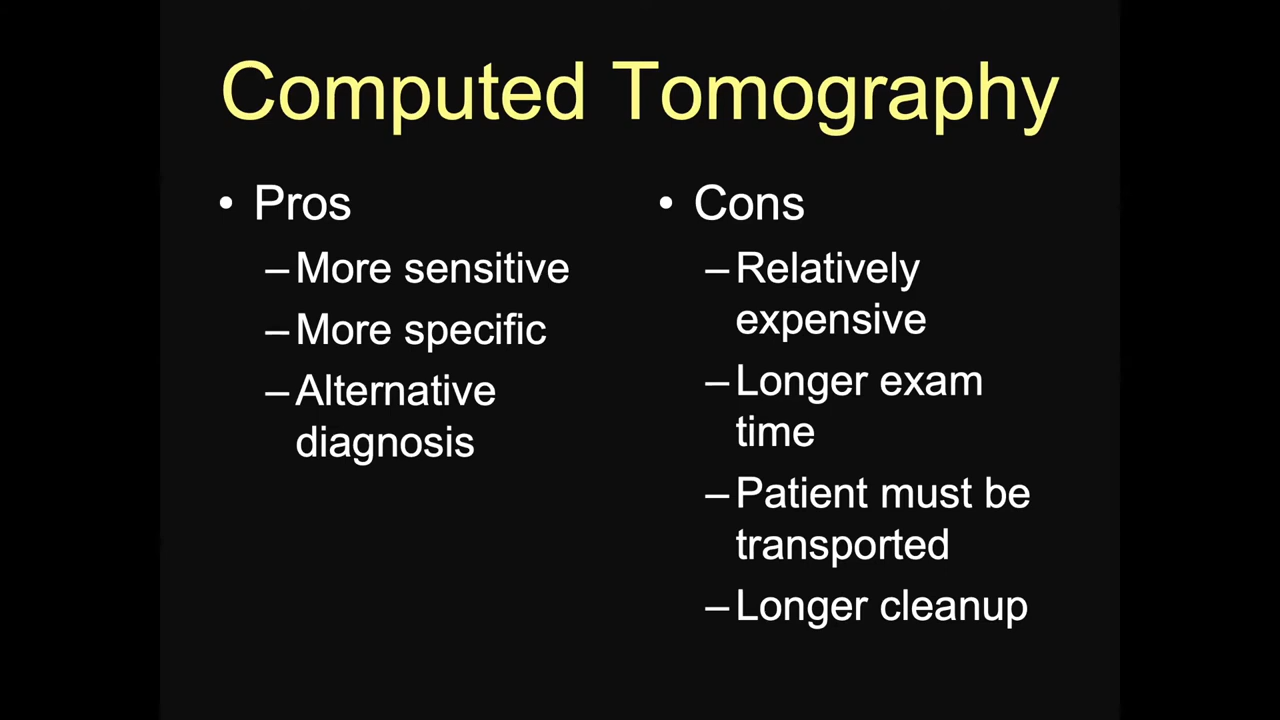 Computed Tomography
• Pros
–More sensitive
–More specific
–Alternative
diagnosis
• Cons
–Relatively
expensive
–Longer exam
time
–Patient must be
transported
–Longer cleanup